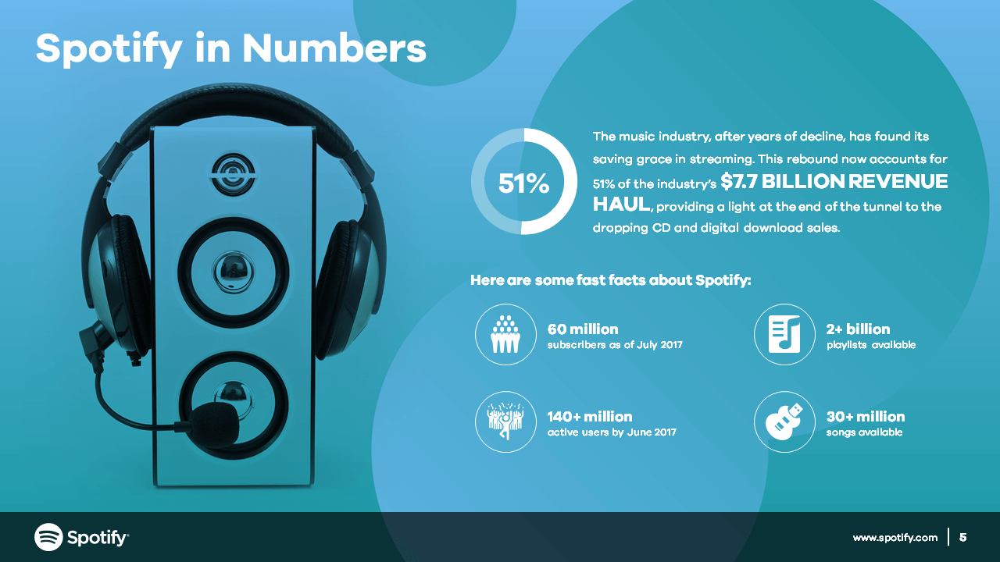 Spotify in Numbers
51%
The music industry, after years of decline, has found its
saving grace in streaming. This rebound now accounts for
51% of the industry's $7.7 BILLION REVENUE
HAUL, providing a light at the end of the tunnel to the
dropping CD and digital download sales.
Here are some fast facts about Spotify:
60 million
subscribers as of July 2017
2+ billion
playlists available
140+ million
active users by June 2017
30+ million
songs available
Spotify
www.spotify.com
5